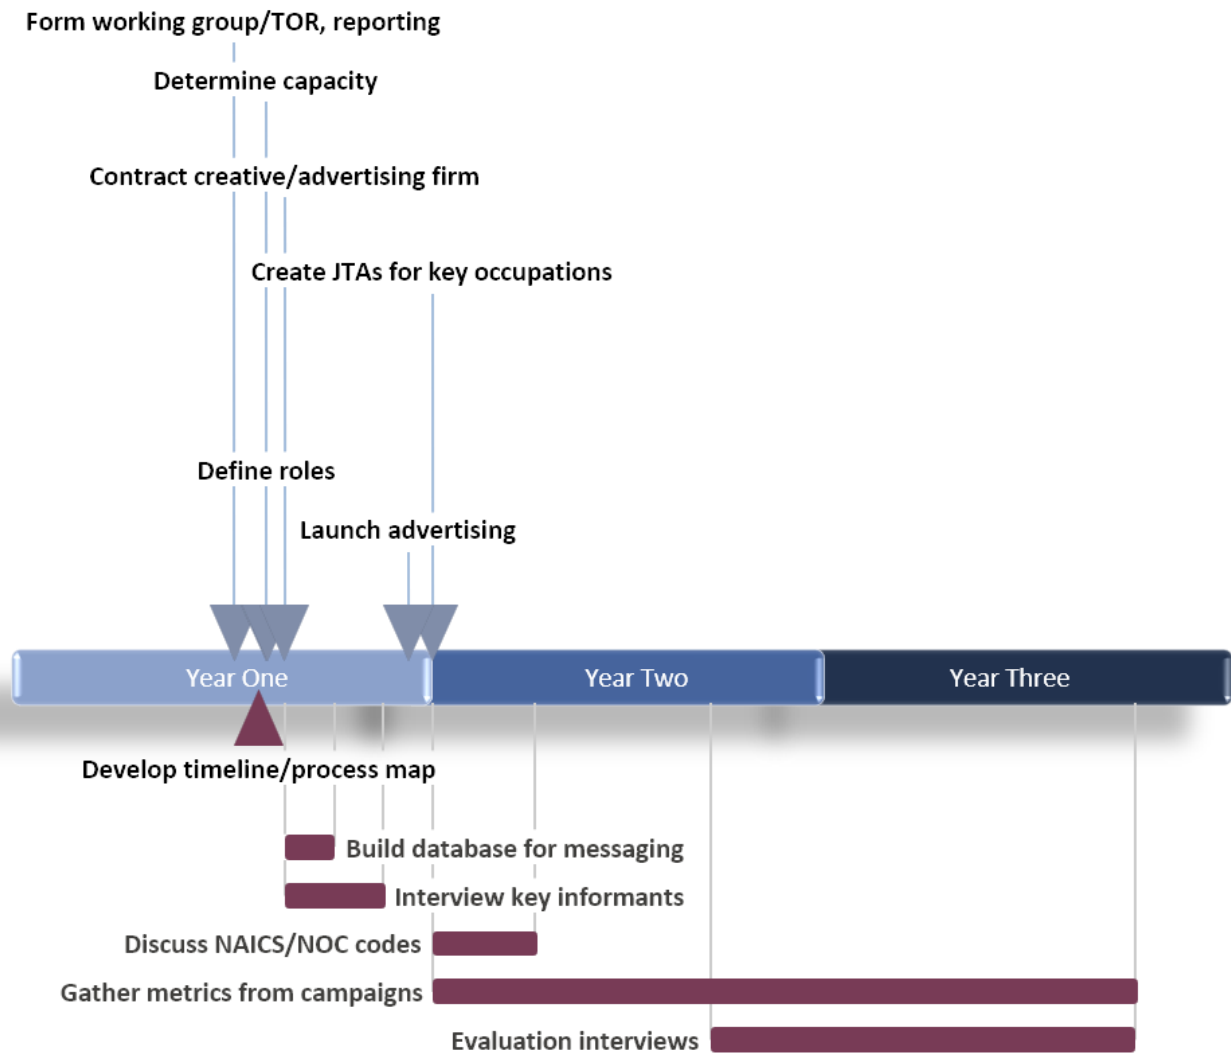 Form working group/TOR, reporting
Determine capacity
Contract creative/advertising firm
Create JTAs for key occupations
Define roles
Launch advertising
Year One
Year Two
Year Three
Develop timeline/process map
Build database for messaging
Interview key informants
Discuss NAICS/NOC codes
Gather metrics from campaigns
Evaluation interviews